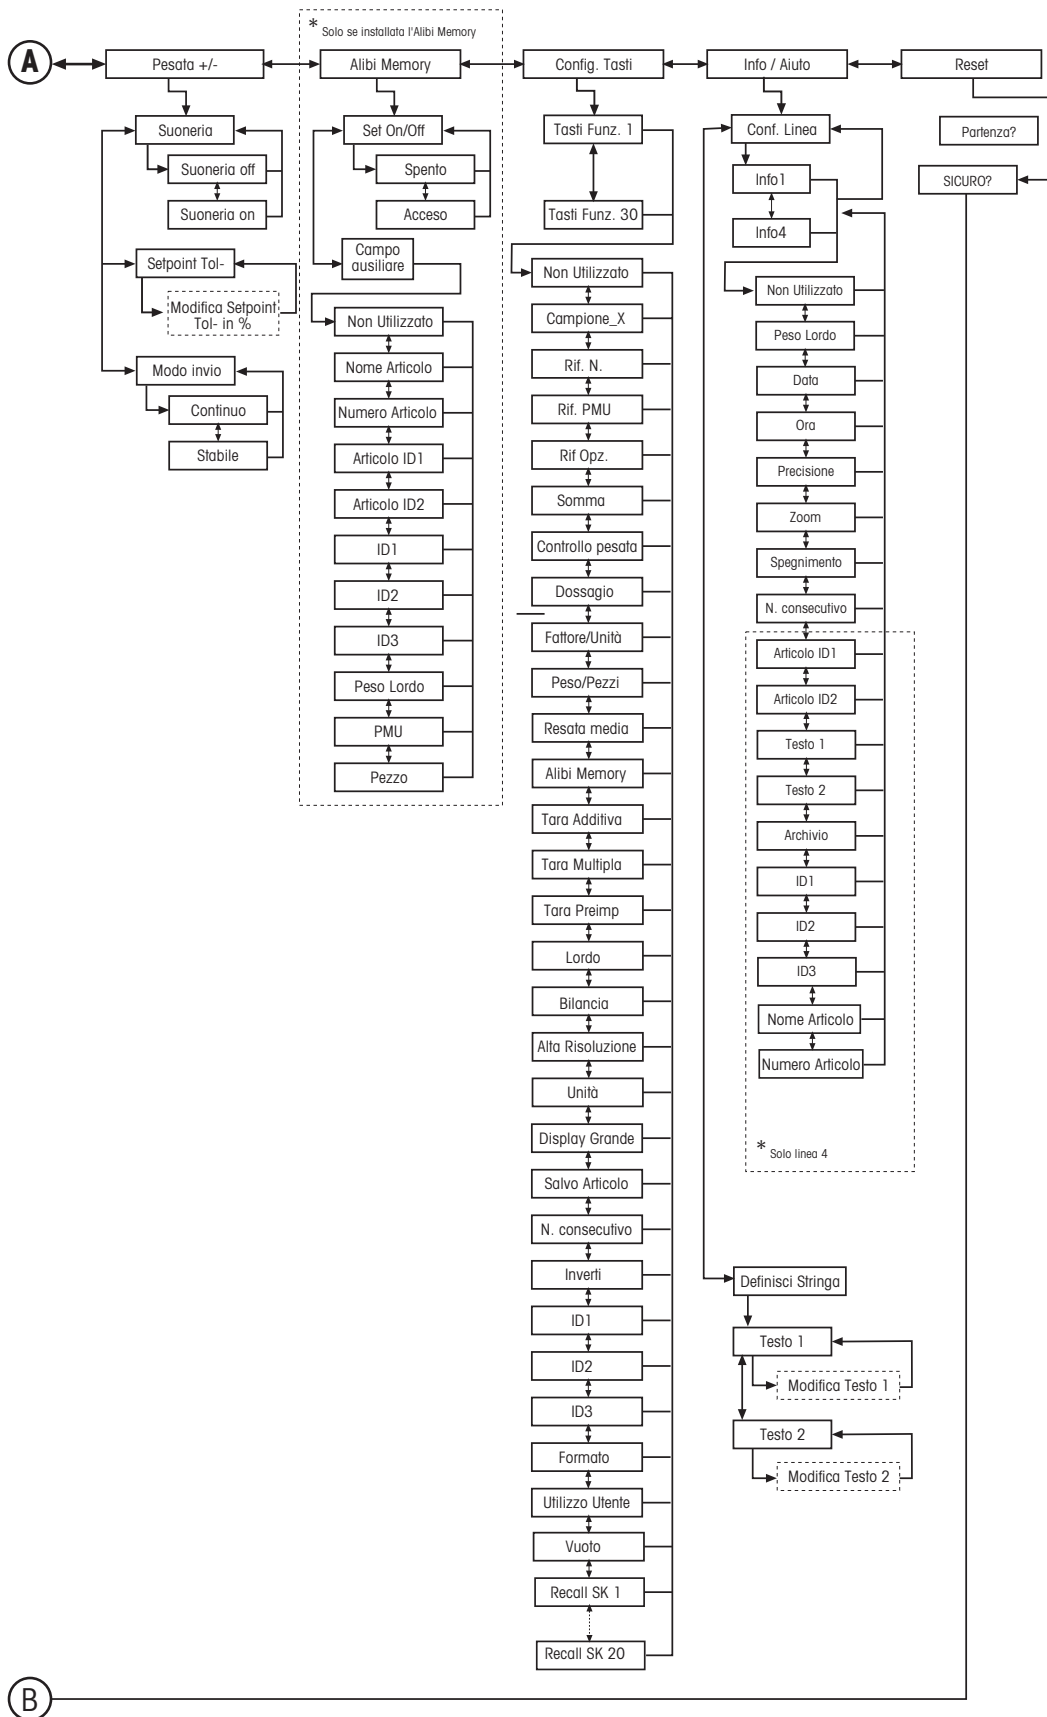 * Solo se installata l'Alibi Memory
A
Pesata +/-
Alibi Memory
Config. Tasti
Info / Aiuto
Reset
Suoneria
Suoneria off
Suoneria on
Setpoint Tol-
Modifica Setpoint
Tol- in %
Modo invio
Continuo
Stabile
Set On/Off
Spento
Acceso
Campo
ausiliare
Non Utilizzato
Nome Articolo
Numero Articolo
Articolo ID1
Articolo ID2
ID1
ID2
ID3
Peso Lordo
PMU
Pezzo
Tasti Funz. 1
Tasti Funz. 30
Non Utilizzato
Campione_X
Rif. N.
Rif. PMU
Rif Opz.
Somma
Controllo pesata
Dossagio
Fattore/Unità
Peso/Pezzi
Resata media
Alibi Memory
Tara Additiva
Tara Multipla
Tara Preimp
Lordo
Bilancia
Alta Risoluzione
Unità
Display Grande
Salvo Articolo
N. consecutivo
Inverti
ID1
ID2
ID3
Formato
Utilizzo Utente
Vuoto
Recall SK 1
Recall SK 20
Conf. Linea
Info1
Info4
Non Utilizzato
Peso Lordo
Data
Ora
Precisione
Zoom
Spegnimento
N. consecutivo
Articolo ID1
Articolo ID2
Testo 1
Testo 2
Archivio
ID1
ID2
ID3
Nome Articolo
Numero Articolo
* Solo linea 4
Definisci Stringa
Testo 1
Modifica Testo 1
Testo 2
Modifica Testo 2
Partenza?
SICURO?
B